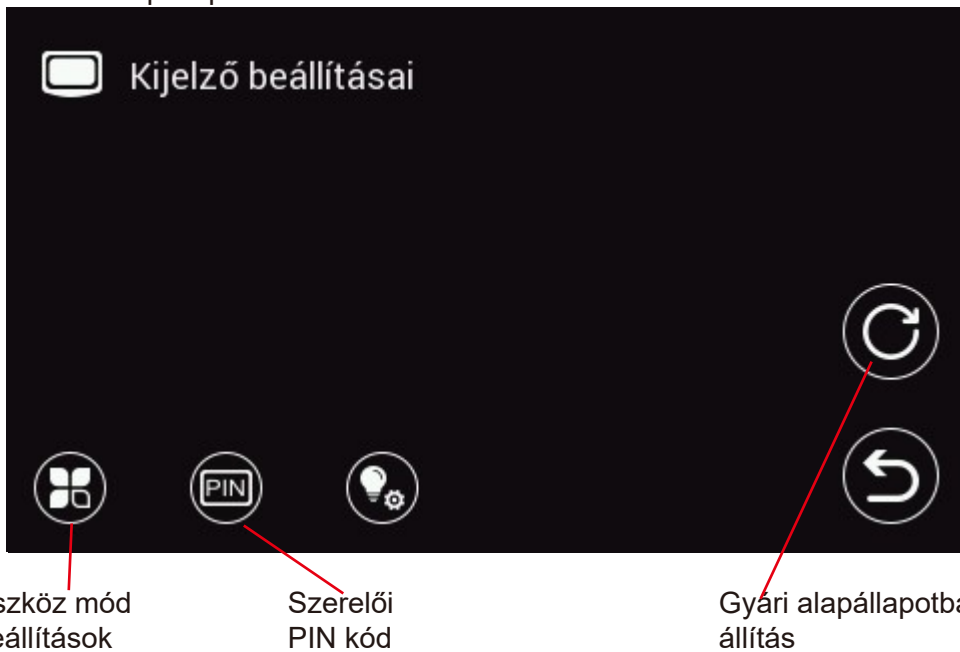 Kijelző beállításai
PIN
szköz mód
eállítások
Szerelői
PIN kód
Gyári alapállapotba
állítás